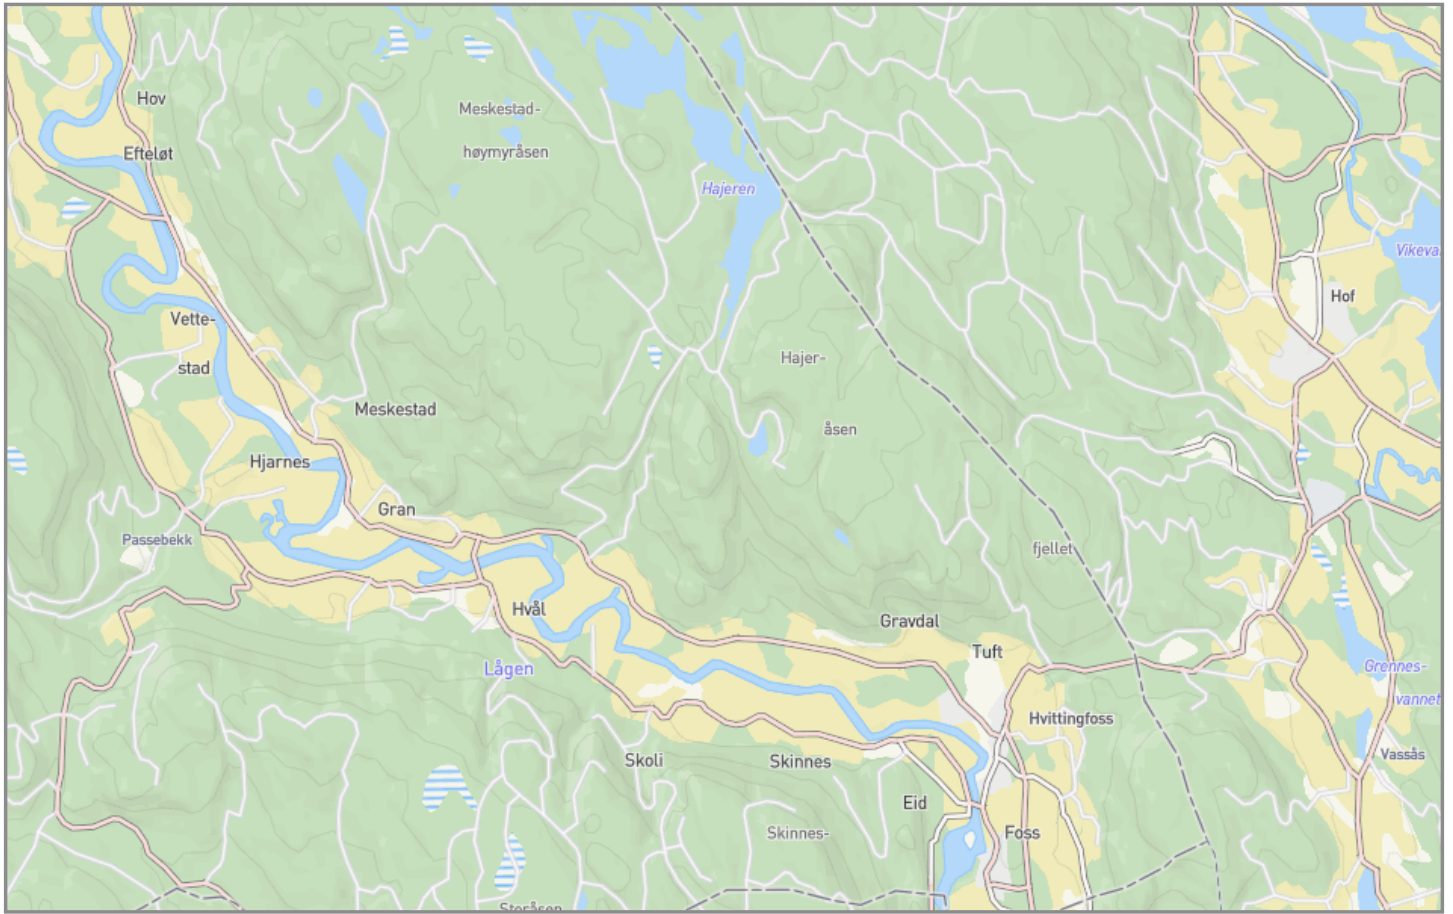 Hov
Meskestad-
høymyråsen
Efteløt
Hajeren
Vikeva
Hof
Vette-
stad
Hajer-
åsen
Meskestad
Hjarnes
Gran
Passebekk
fjellet
Hvål
Gravdal
Tuft
Lågen
Grennes-
vannet
Hvittingfoss
Vassås
Skoli
Skinnes
Eid
Foss
Skinnes-
Storåsen